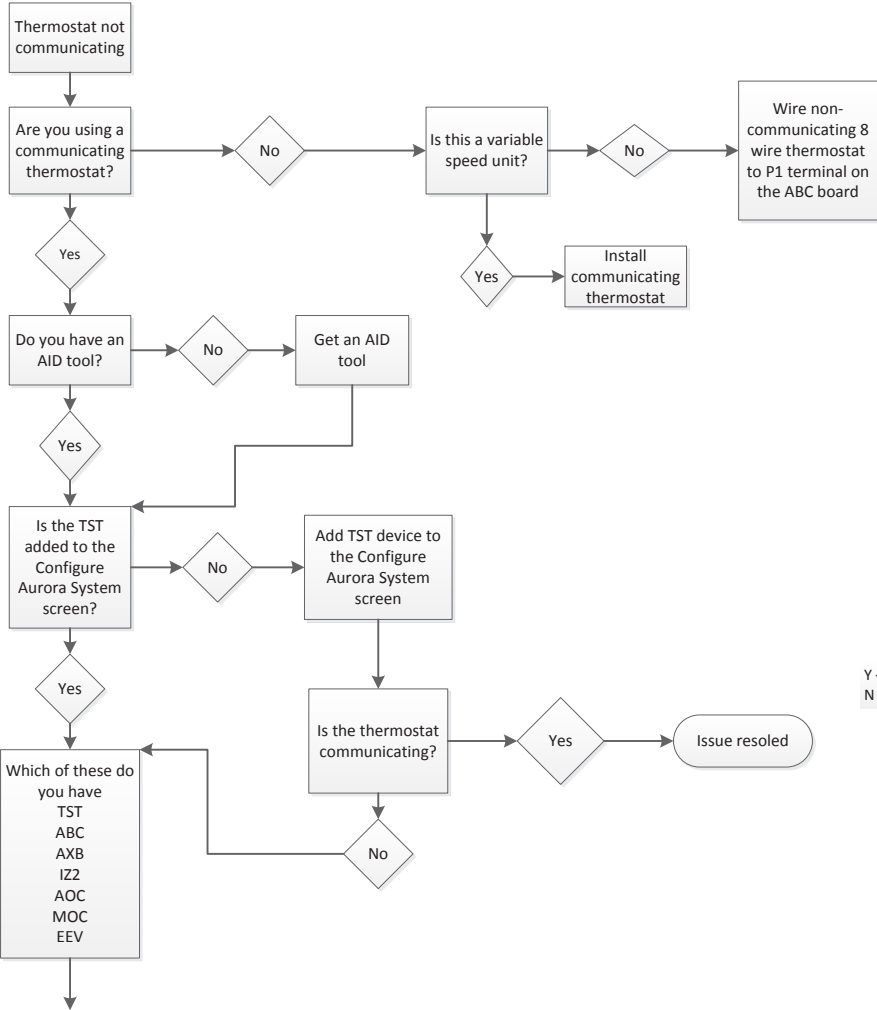 Thermostat not
communicating
Are you using a
communicating
thermostat?
No
Is this a variable
speed unit?
No
Wire non-
communicating 8
wire thermostat
to P1 terminal on
the ABC board
Yes
Yes
Install
communicating
thermostat
Do you have an
AID tool?
No
Get an AID
tool
Yes
Is the TST
added to the
Configure
Aurora System
screen?
No
Add TST device to
the Configure
Aurora System
screen
Yes
Is the thermostat
communicating?
Yes
Issue resoled
Y -
N
Which of these do
you have
TST
ABC
AXB
IZ2
AOC
MOC
EEV
No